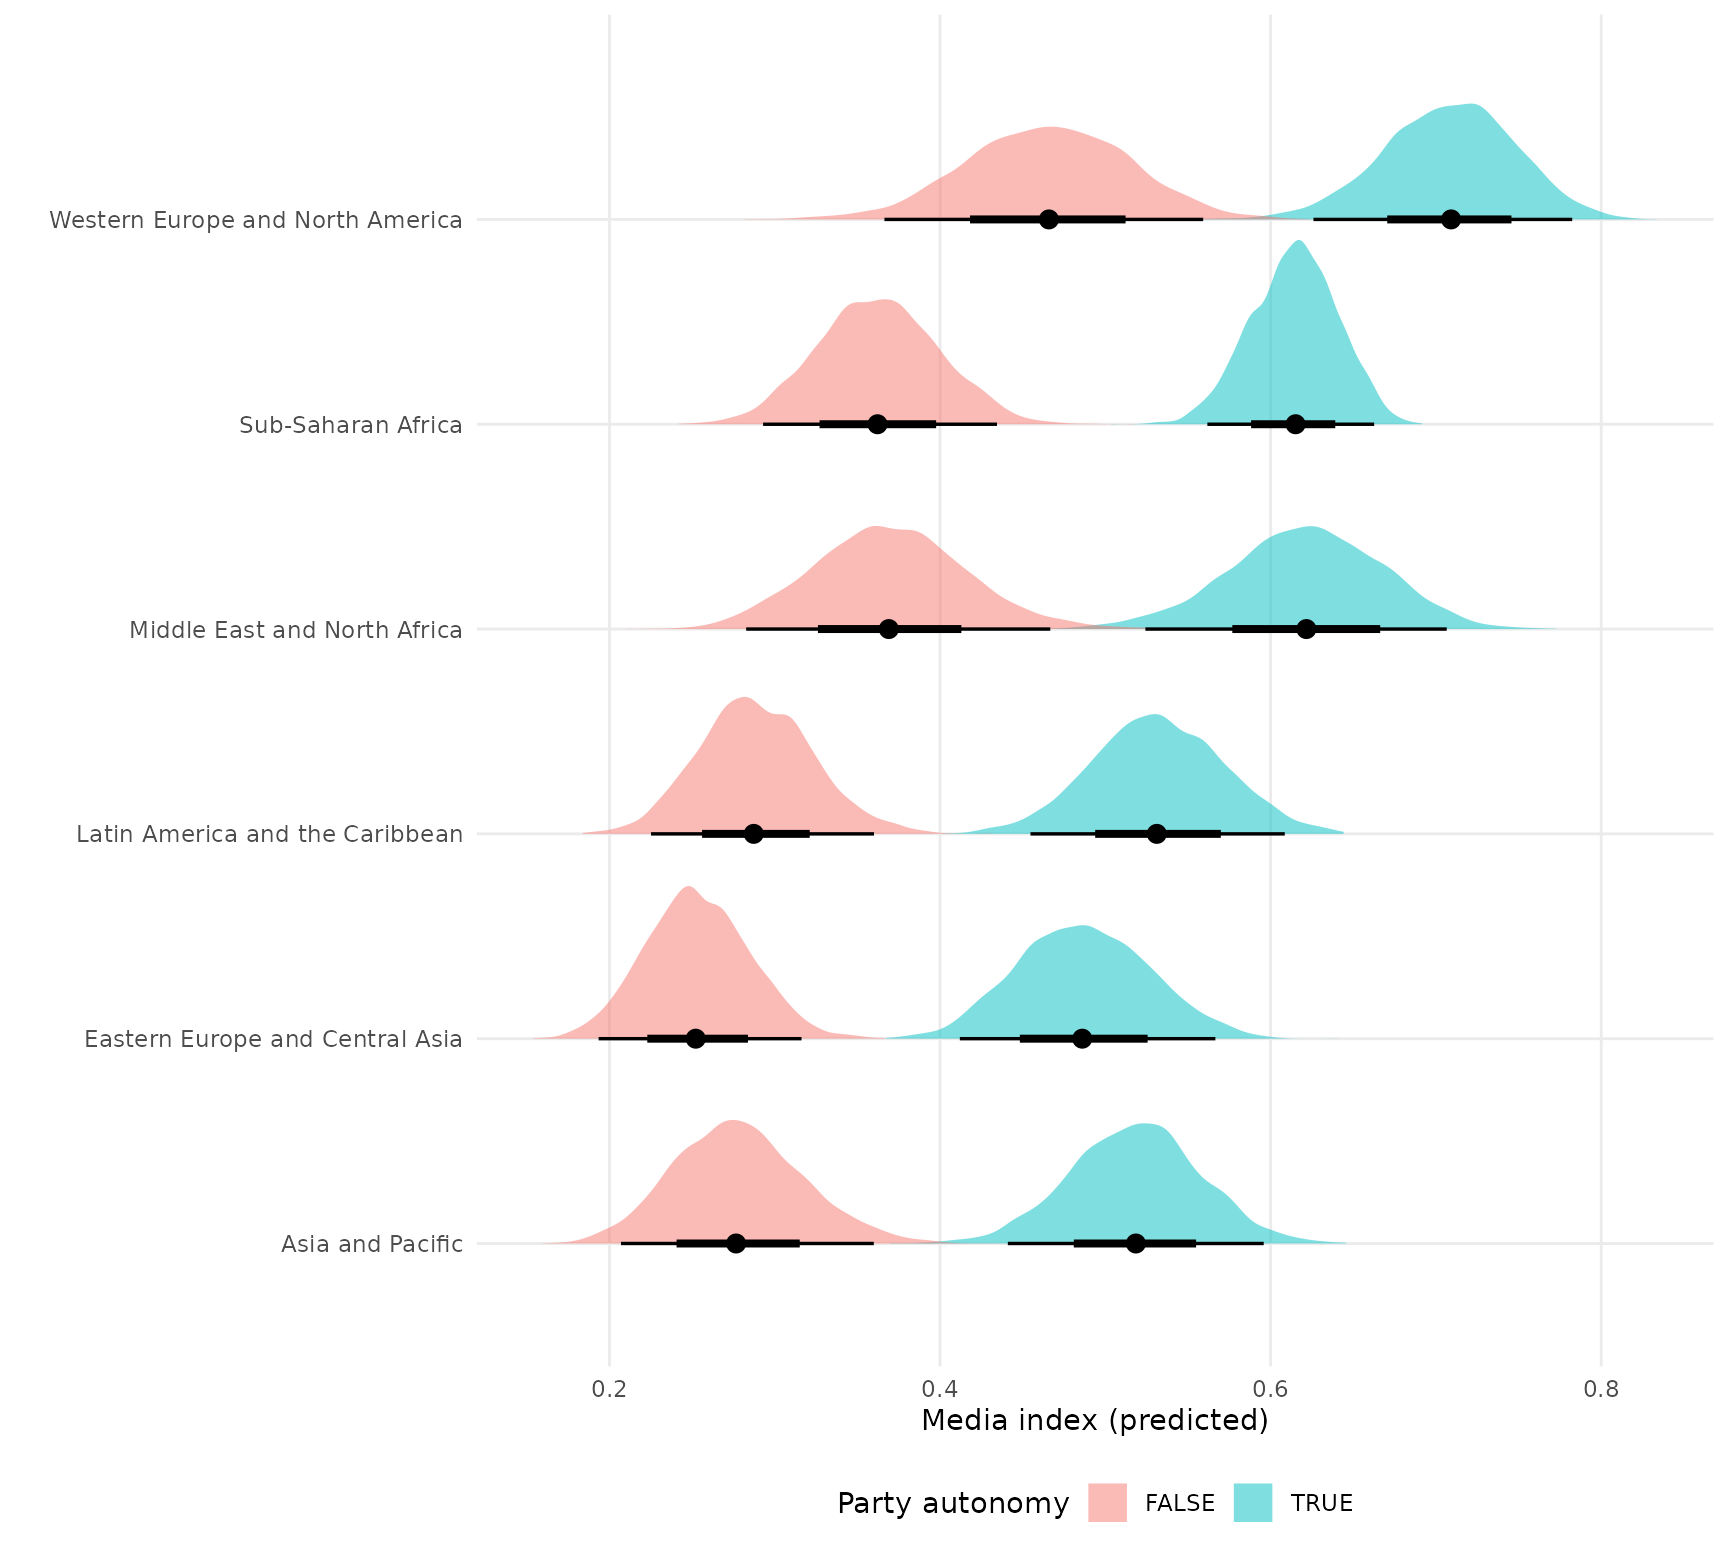 Western Europe and North America
Sub-Saharan Africa
Middle East and North Africa
Latin America and the Caribbean
Eastern Europe and Central Asia
Asia and Pacific
0.2 0.4 0.6 0.8
Media index (predicted)
Party autonomy FALSE TRUE